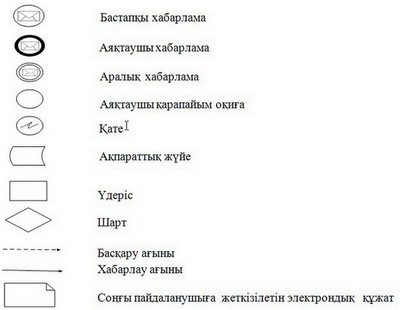 Бастапқы хабарлама
Аяқтаушы хабарлама
Аралық хабарлама
Аяқтаушы қарапайым оқиға
Қате
Ақпараттық жүйе
Үдеріс
Шарт
Басқару ағыны
Хабарлау ағыны
Соңғы пайдаланушыға жеткізілетін электрондық құжат